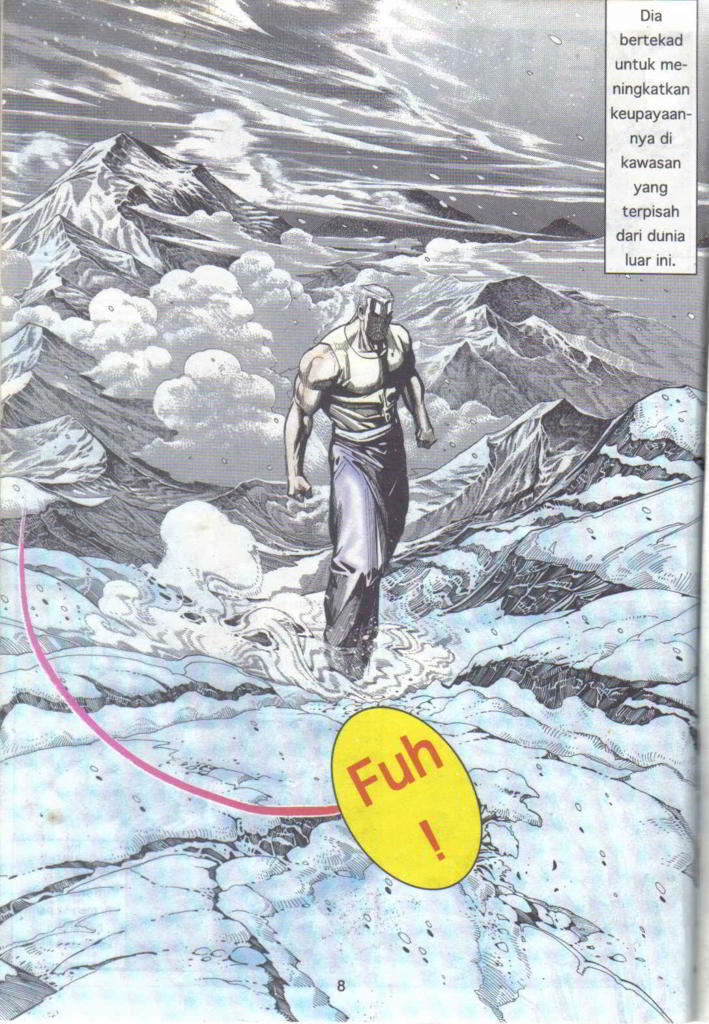 Dia
bertekad
untuk me-
ningkatkan
keupayaan-
nya di
kawasan
yang
terpisah
dari dunia
luar ini.
Fuh
!
8